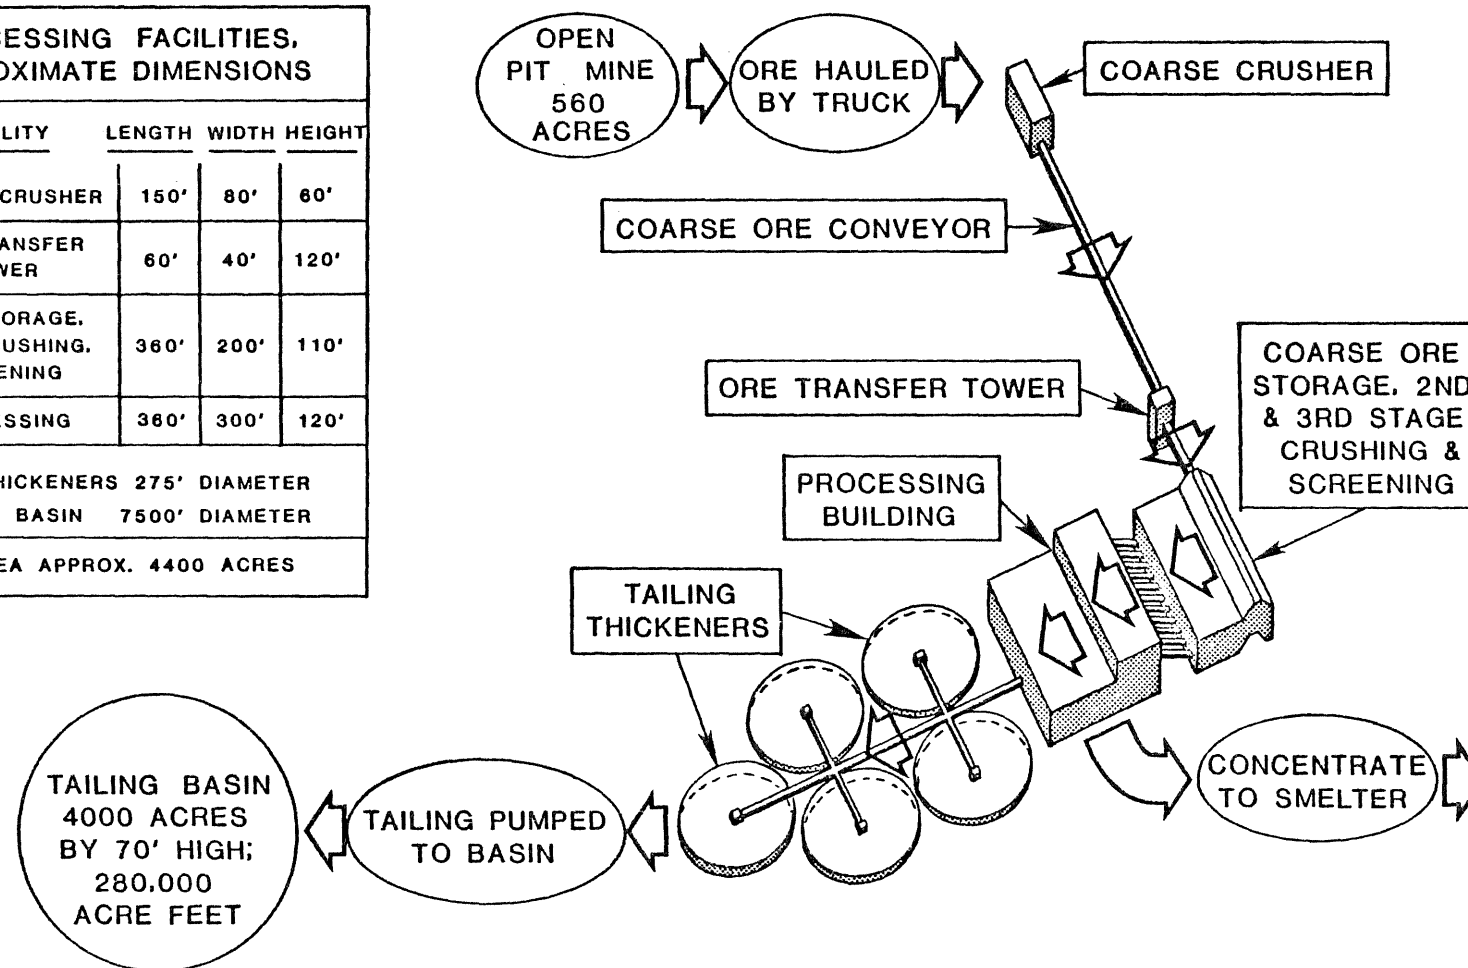 ESSING FACILITIES.
OXIMATE DIMENSIONS
LITY LENGTH WIDTH HEIGHT
CRUSHER 150' 80' 60'
ANSFER
WER 60' 40' 120'
ORAGE.
USHING. 360' 200' 110'
ENING
ESSING 360' 300' 120'
HICKENERS 275' DIAMETER
BASIN 7500' DIAMETER
EA APPROX. 4400 ACRES
OPEN
PIT MINE
560
ACRES
ORE HAULED
BY TRUCK
COARSE CRUSHER
COARSE ORE CONVEYOR
ORE TRANSFER TOWER
COARSE ORE
STORAGE. 2ND
& 3RD STAGE
CRUSHING &
SCREENING
PROCESSING
BUILDING
TAILING
THICKENERS
CONCENTRATE
TO SMELTER
TAILING PUMPED
TO BASIN
TAILING BASIN
4000 ACRES
BY 70' HIGH;
280.000
ACRE FEET